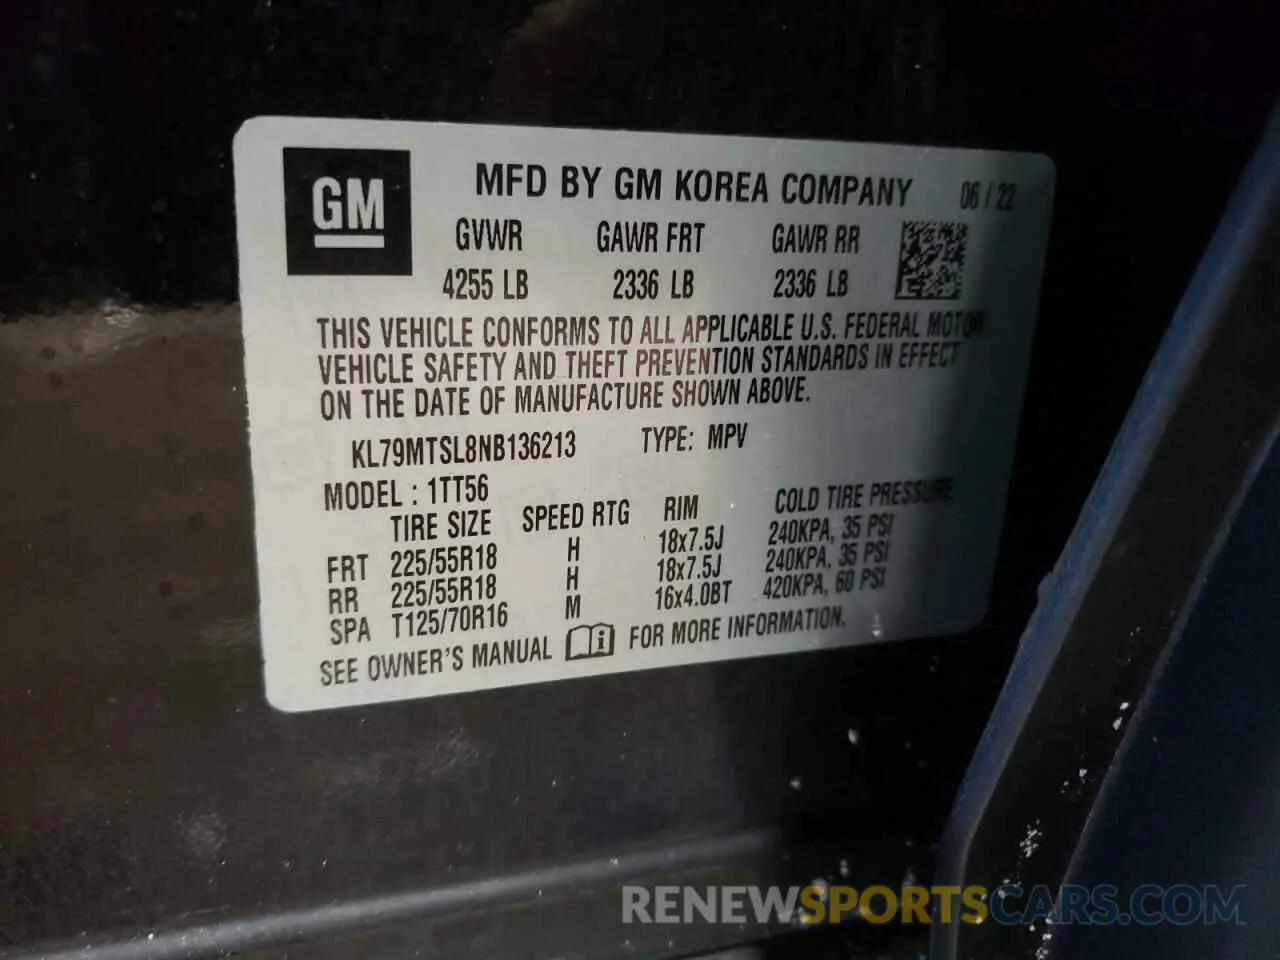 GM
MFD BY GM KOREA COMPANY 06 / 22
GVWR GAWR FRT GAWR RR
4255 LB 2336 LB 2336 LB
THIS VEHICLE CONFORMS TO ALL APPLICABLE U.S. FEDERAL MOTOR
VEHICLE SAFETY AND THEFT PREVENTION STANDARDS IN EFFECT
ON THE DATE OF MANUFACTURE SHOWN ABOVE.
KL79MTSL8NB136213 TYPE: MPV
MODEL : 1TT56
TIRE SIZE SPEED RTG RIM COLD TIRE PRESSURE
FRT 225/55R18 H 18x7.5J 240KPA, 35 PSI
RR 225/55R18 H 18x7.5J 240KPA, 35 PSI
SPA T125/70R16 M 16x4.0BT 420KPA, 60 PSI
SEE OWNER'S MANUAL FOR MORE INFORMATION.
RENEWSPORTSCARS.COM